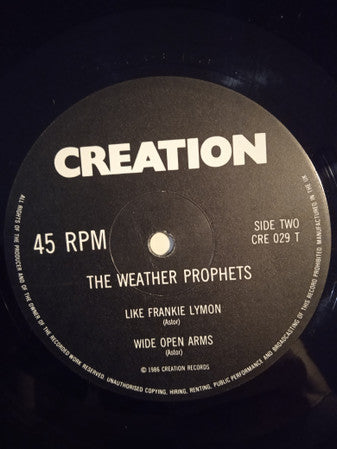 CREATION
45 RPM
SIDE TWO
CRE 029 T
THE WEATHER PROPHETS
LIKE FRANKIE LYMON
(Astor)
WIDE OPEN ARMS
(Astor)
© 1986 CREATION RECORDS
ALL RIGHTS OF THE PRODUCER AND OF THE OWNER OF THE RECORDED WORK RESERVED. UNAUTHORISED COPYING, HIRING, RENTING, PUBLIC PERFORMANCE AND BROADCASTING OF THIS RECORD PROHIBITED. MANUFACTURED IN THE UK